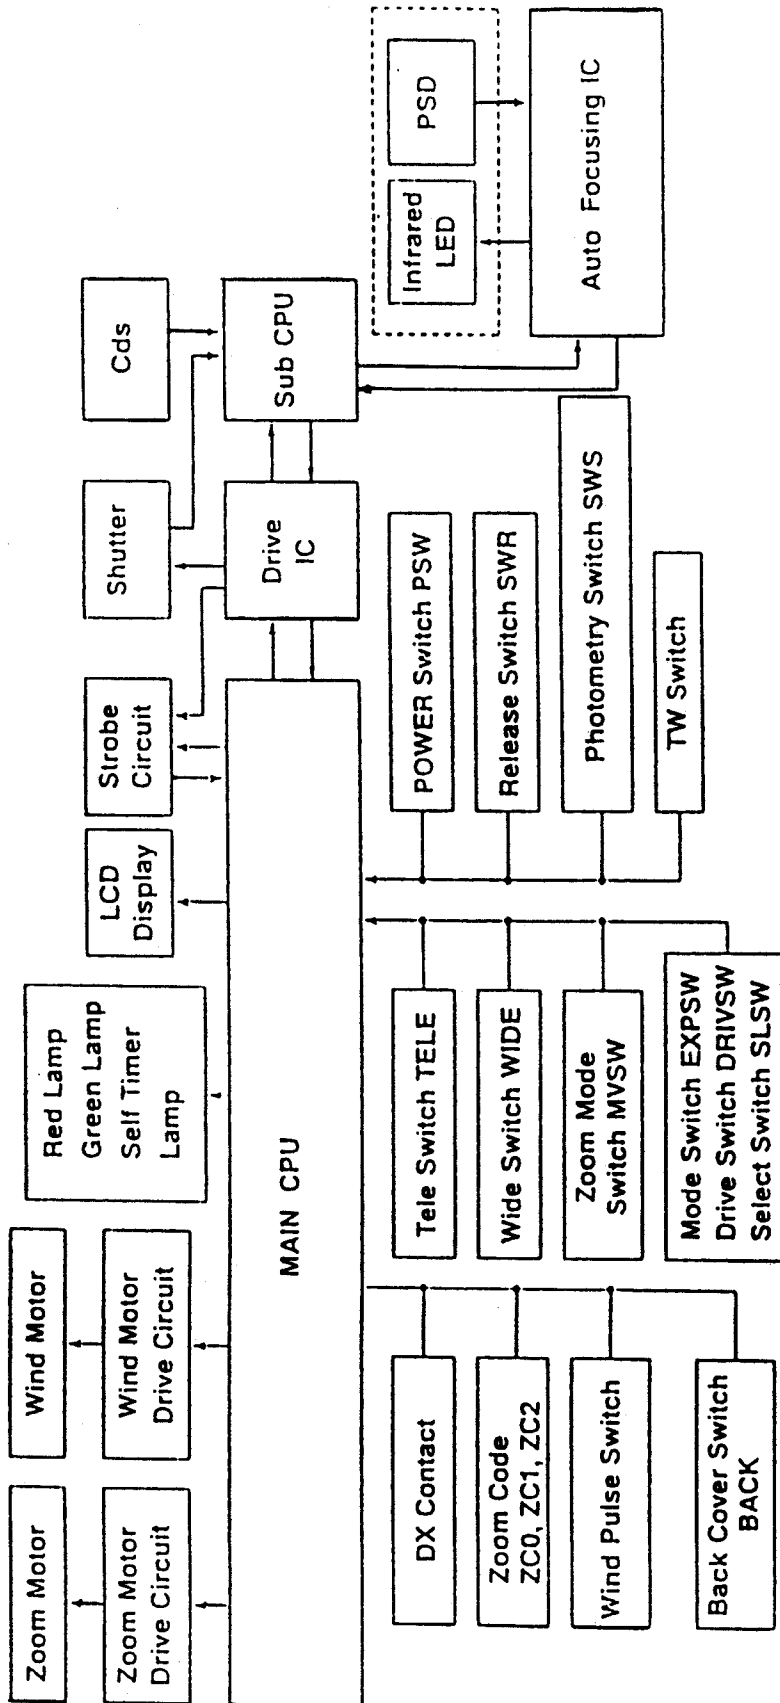 Zoom Motor
Zoom Motor
Drive Circuit
Wind Motor
Wind Motor
Drive Circuit
Red Lamp
Green Lamp
Self Timer
Lamp
LCD
Display
Strobe
Circuit
Shutter
Cds
MAIN CPU
Drive
IC
Sub CPU
Infrared
LED
PSD
Auto Focusing IC
DX Contact
Zoom Code
ZC0, ZC1, ZC2
Wind Pulse Switch
Back Cover Switch
BACK
Tele Switch TELE
Wide Switch WIDE
Zoom Mode
Switch MVSW
Mode Switch EXPSW
Drive Switch DRIVSW
Select Switch SLSW
POWER Switch PSW
Release Switch SWR
Photometry Switch SWS
TW Switch